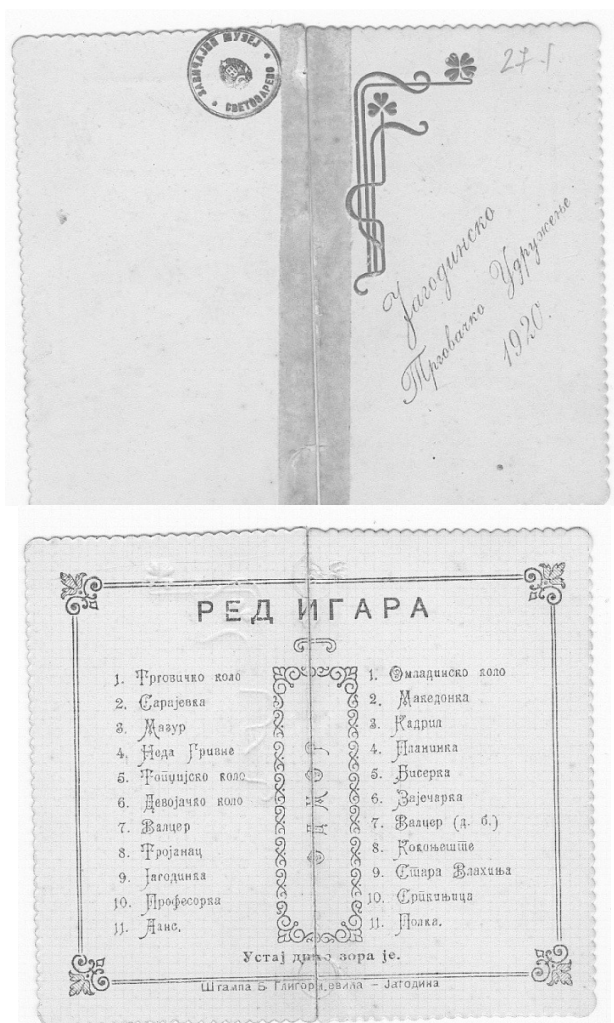 ЗАВИЧАЈНИ МУЗЕЈ
СВЕТОЗАРЕВО
27.I
Јагодинско
Трговачко Удружење
1920.
РЕД ИГАРА
1. Трговичко коло
2. Сарајевка
3. Мазур
4. Неда Гривне
5. Топџијско коло
6. Девојачко коло
7. Валцер
8. Тројанац
9. Јагодинка
10. Професорка
11. Ланс.
ОДМОР
1. Омладинско коло
2. Македонка
3. Кадрил
4. Планинка
5. Бисерка
6. Зајечарка
7. Валцер (д. б.)
8. Кокоњеште
9. Стара Влахиња
10. Српкињица
11. Полка.
Устај дико зора је.
Штампа Б. Глигоријевића – Јагодина